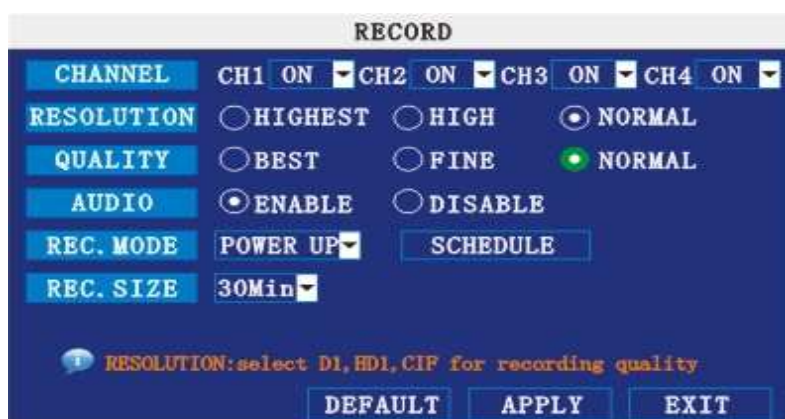 RECORD
CHANNEL CH1 ON CH2 ON CH3 ON CH4 ON
RESOLUTION HIGHEST HIGH NORMAL
QUALITY BEST FINE NORMAL
AUDIO ENABLE DISABLE
REC. MODE POWER UP SCHEDULE
REC. SIZE 30Min
RESOLUTION:select D1,HD1,CIF for recording quality
DEFAULT APPLY EXIT